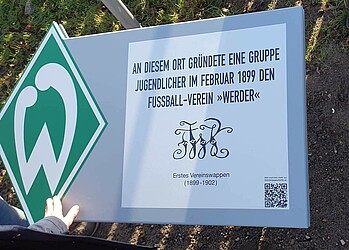 W
AN DIESEM ORT GRÜNDETE EINE GRUPPE
JUGENDLICHER IM FEBRUAR 1899 DEN
FUSSBALL-VEREIN »WERDER«
Erstes Vereinswappen
(1899-1902)